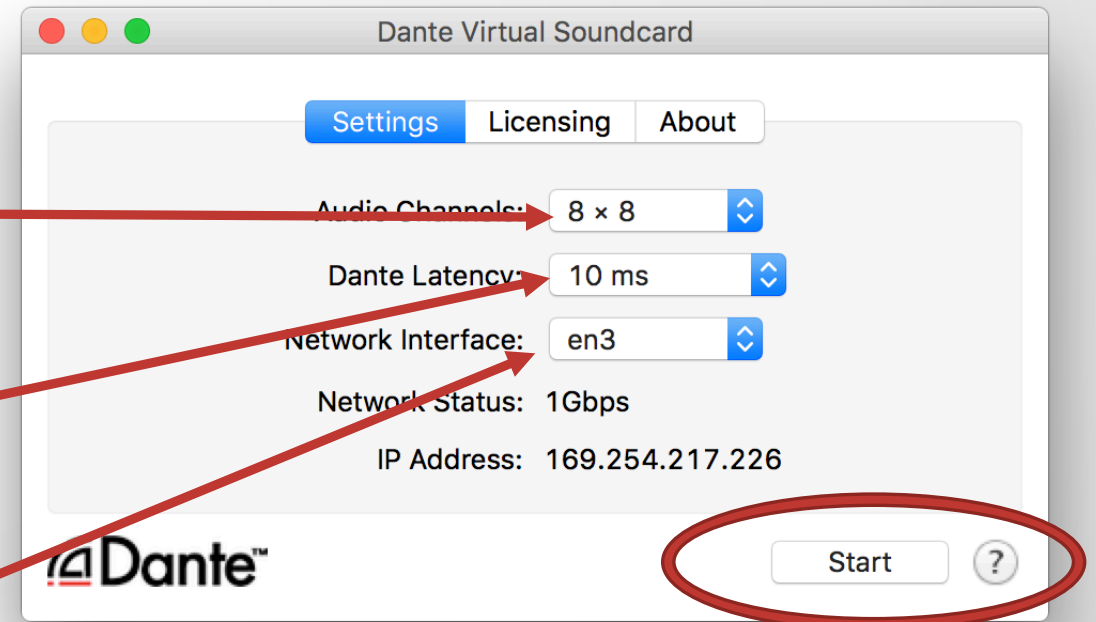 Dante Virtual Soundcard
Settings Licensing About
Audio Channels: 8 × 8
Dante Latency: 10 ms
Network Interface: en3
Network Status: 1Gbps
IP Address: 169.254.217.226
Dante™ Start ?